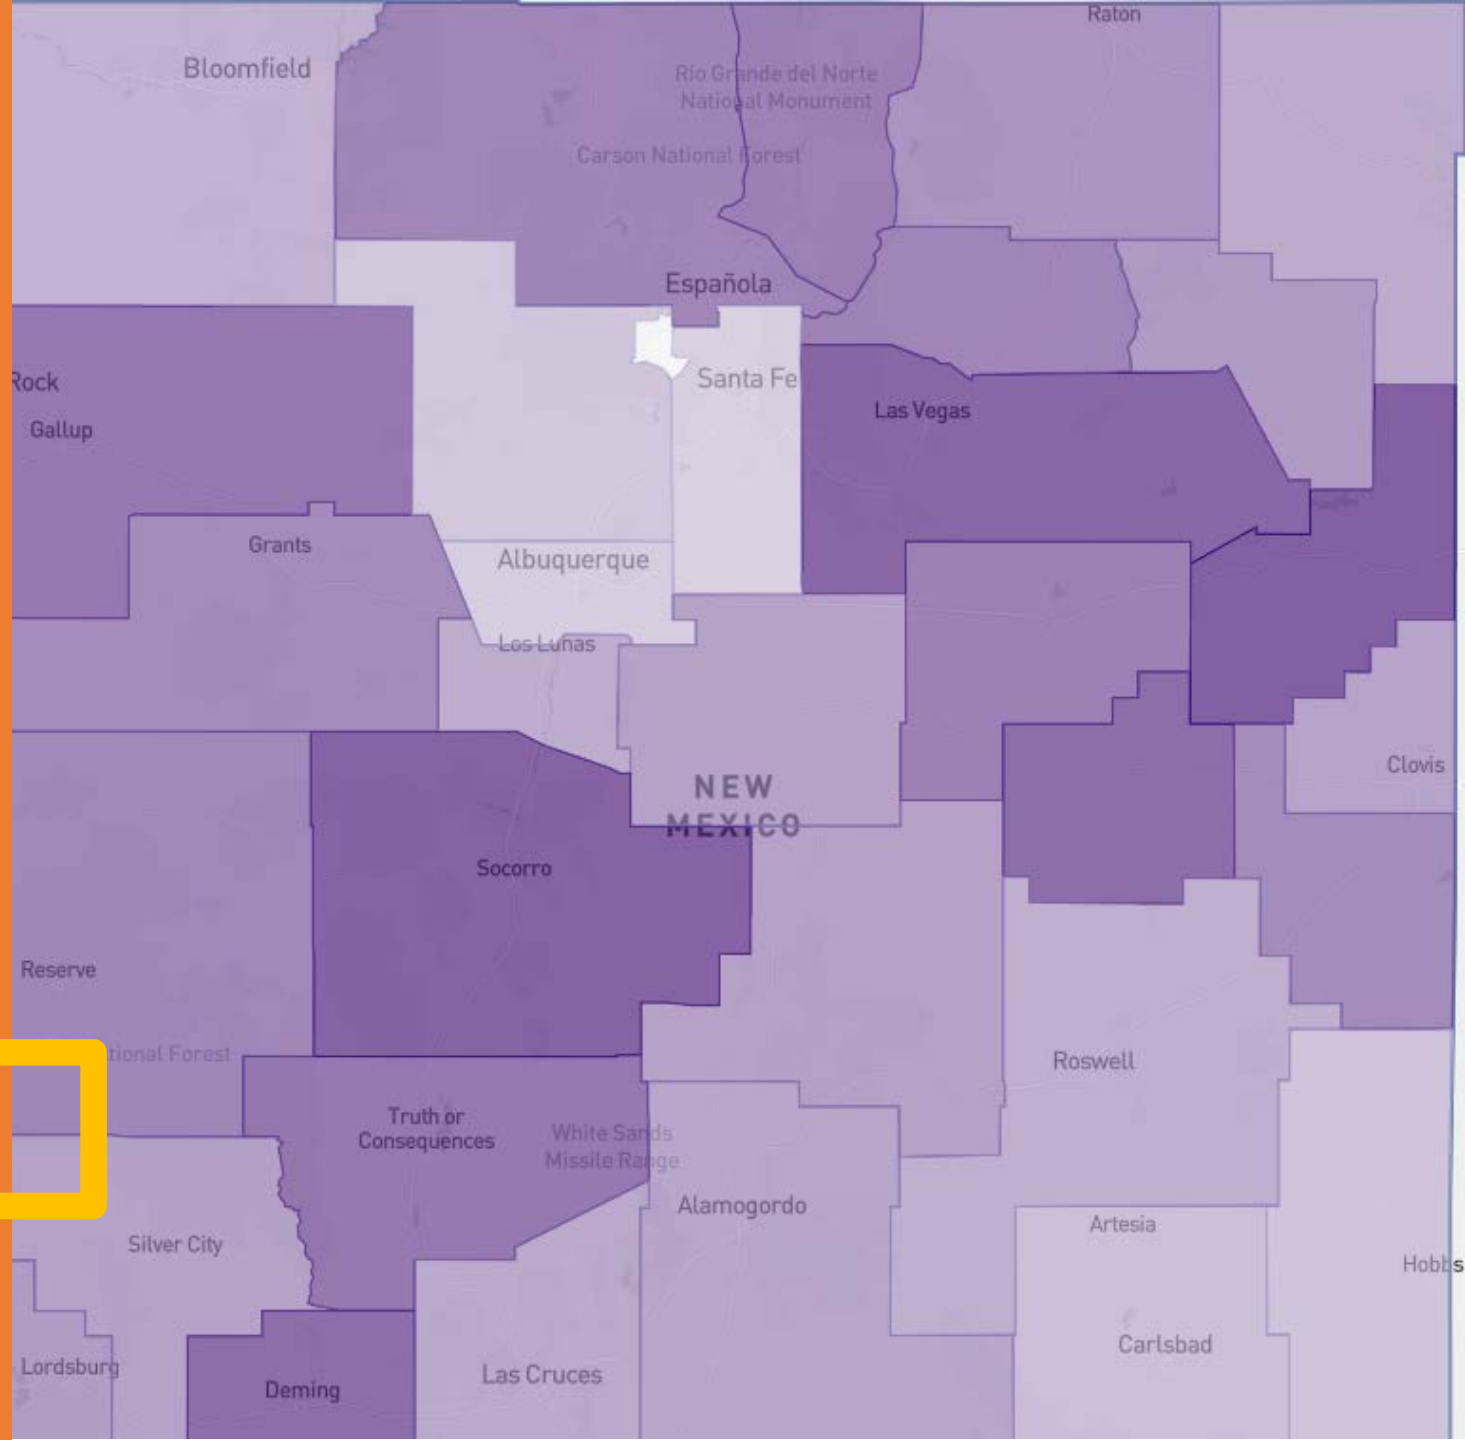 Raton
Bloomfield
Río Grande del Norte
National Monument
Carson National Forest
Española
Santa Fe
Rock
Gallup
Las Vegas
Grants
Albuquerque
Los Lunas
NEW
MEXICO
Clovis
Socorro
Reserve
tional Forest
Roswell
Truth or
Consequences
White Sands
Missile Range
Alamogordo
Artesia
Silver City
Hobbs
Carlsbad
Lordsburg
Las Cruces
Deming